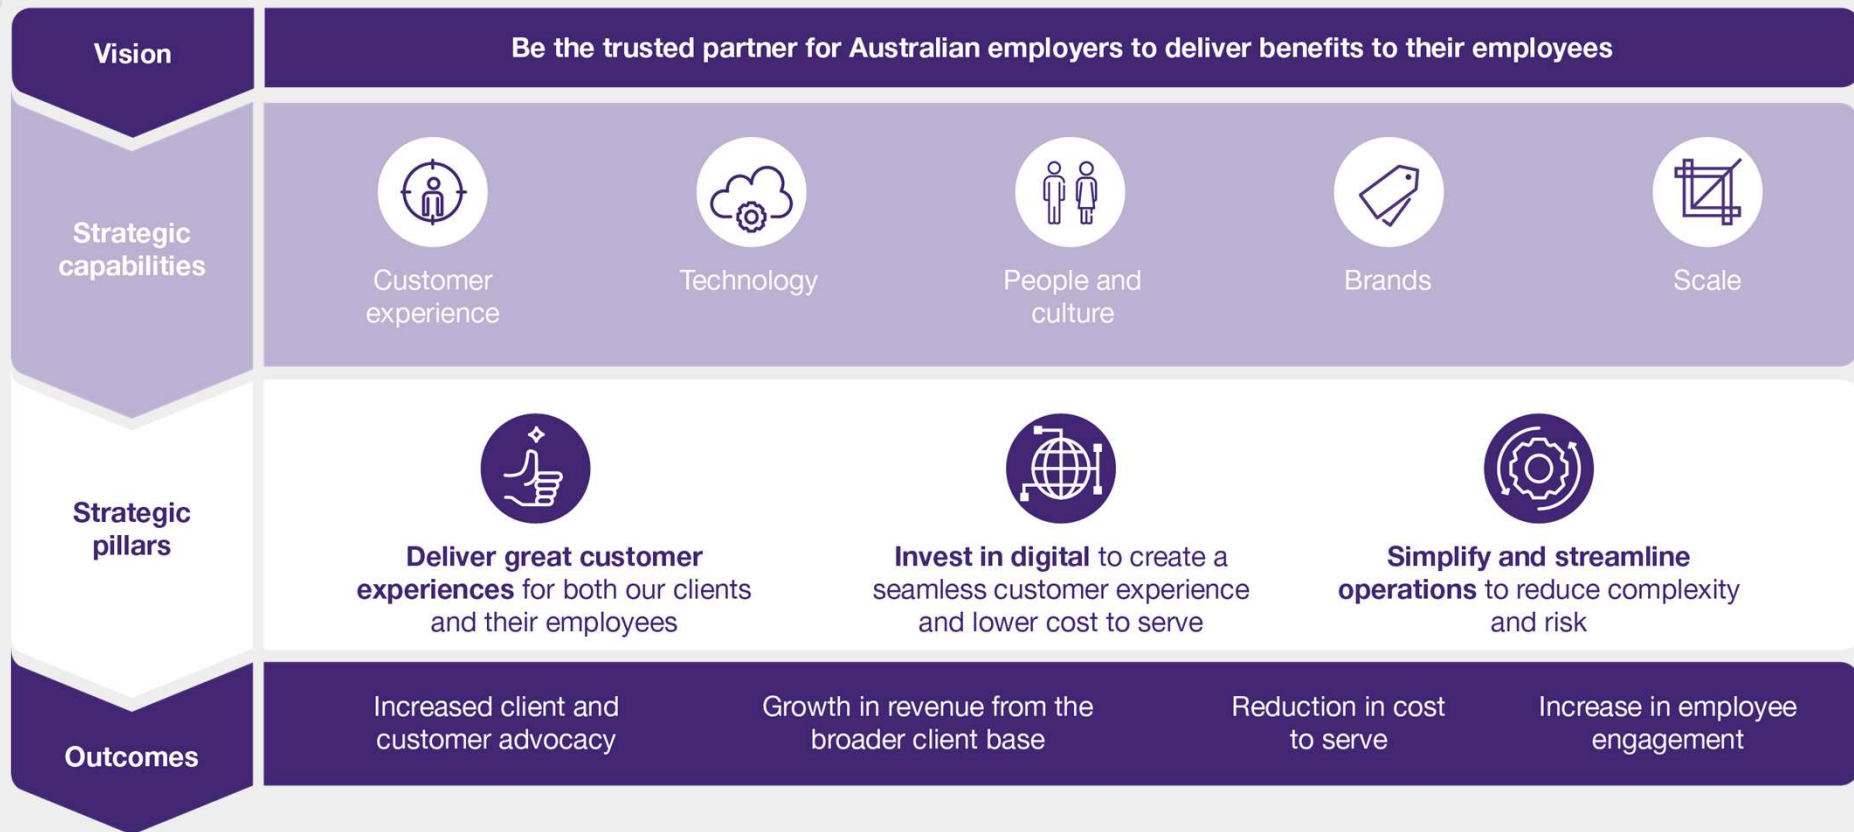 Vision
Be the trusted partner for Australian employers to deliver benefits to their employees
Strategic
capabilities
Customer
experience
Technology
People and
culture
Brands
Scale
Strategic
pillars
Deliver great customer
experiences for both our clients
and their employees
Invest in digital to create a
seamless customer experience
and lower cost to serve
Simplify and streamline
operations to reduce complexity
and risk
Outcomes
Increased client and
customer advocacy
Growth in revenue from the
broader client base
Reduction in cost
to serve
Increase in employee
engagement